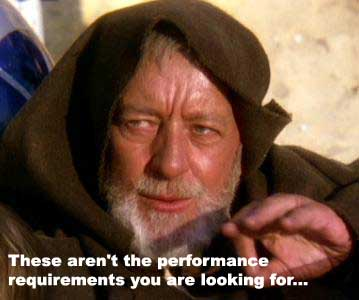 These aren't the performance
requirements you are looking for...